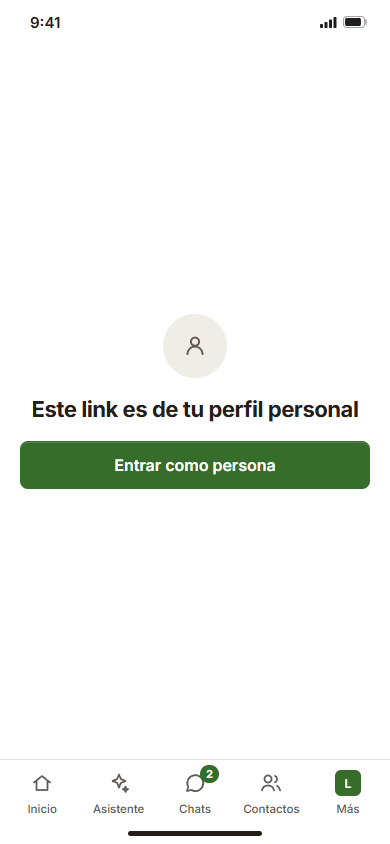 9:41
Este link es de tu perfil personal
Entrar como persona
2
L
Inicio
Asistente
Chats
Contactos
Más